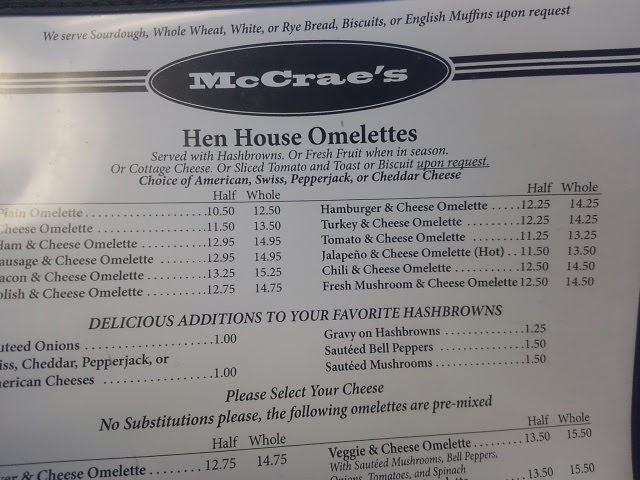 We serve Sourdough, Whole Wheat, White, or Rye Bread, Biscuits, or English Muffins upon request
McCrae's
Hen House Omelettes
Served with Hashbrowns. Or Fresh Fruit when in season.
Or Cottage Cheese. Or Sliced Tomato and Toast or Biscuit upon request.
Choice of American, Swiss, Pepperjack, or Cheddar Cheese
Half Whole
Plain Omelette 10.50 12.50
Cheese Omelette 11.50 13.50
Ham & Cheese Omelette 12.95 14.95
ausage & Cheese Omelette 12.95 14.95
acon & Cheese Omelette 13.25 15.25
olish & Cheese Omelette 12.75 14.75
Half Whole
Hamburger & Cheese Omelette 12.25 14.25
Turkey & Cheese Omelette 12.25 14.25
Tomato & Cheese Omelette 11.25 13.25
Jalapeño & Cheese Omelette (Hot) 11.50 13.50
Chili & Cheese Omelette 12.50 14.50
Fresh Mushroom & Cheese Omelette 12.50 14.50
DELICIOUS ADDITIONS TO YOUR FAVORITE HASHBROWNS
uteed Onions 1.00
iss, Cheddar, Pepperjack, or
erican Cheeses 1.00
Gravy on Hashbrowns 1.25
Sautéed Bell Peppers 1.50
Sautéed Mushrooms 1.50
Please Select Your Cheese
No Substitutions please, the following omelettes are pre-mixed
Half Whole
er & Cheese Omelette 12.75 14.75
Half Whole
Veggie & Cheese Omelette 13.50 15.50
With Sautéed Mushrooms, Bell Peppers,
Onions, Tomatoes, and Spinach
13.50 15.50